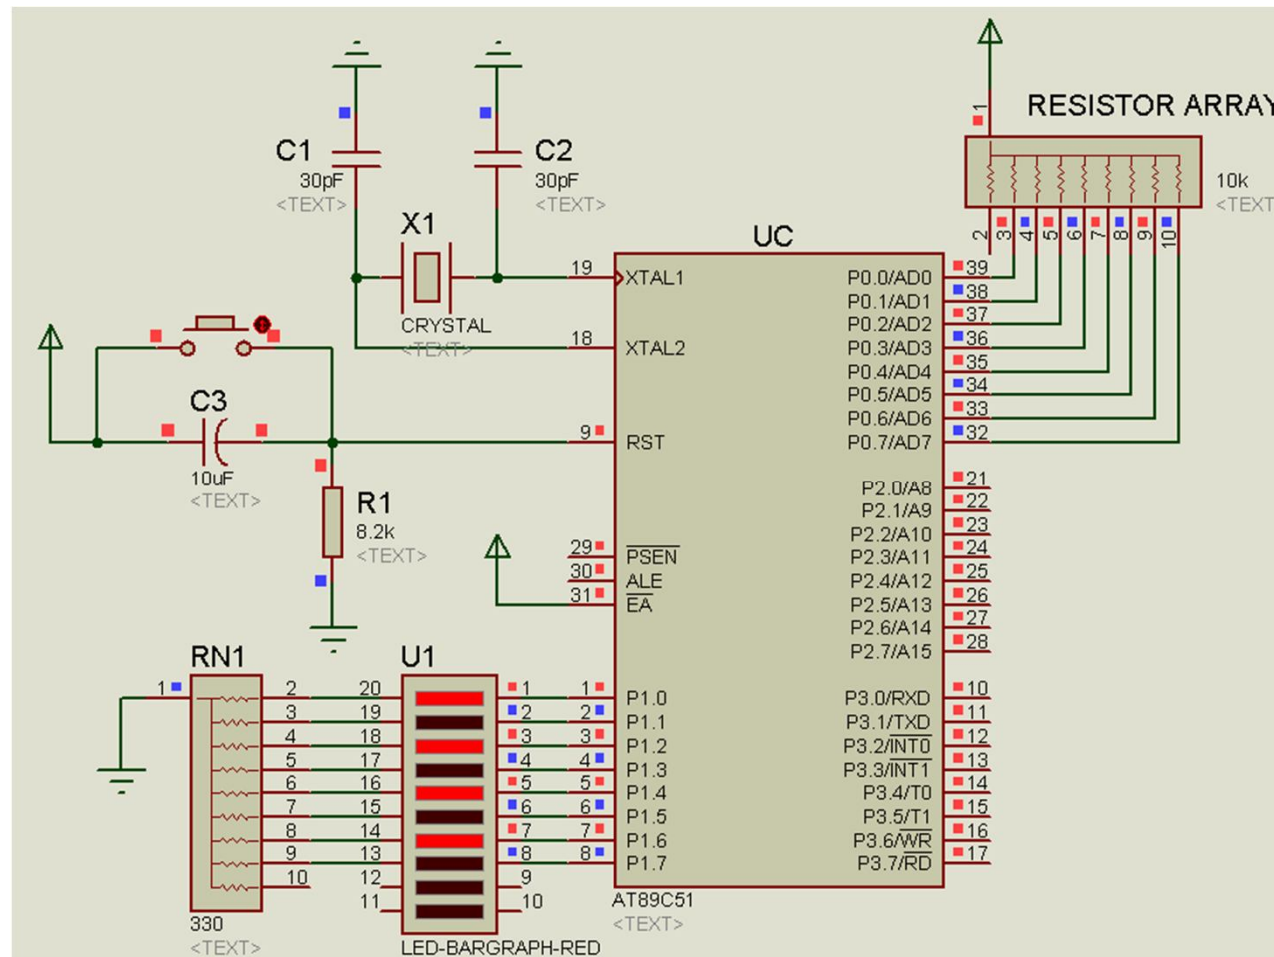 RESISTOR ARRAY
1
10k
<TEXT
2 3 4 5 6 7 8 9 10
C1
30pF
<TEXT>
C2
30pF
<TEXT>
X1
CRYSTAL
<TEXT>
UC
19 XTAL1
18 XTAL2
9 RST
29 PSEN
30 ALE
31 EA
1 P1.0
2 P1.1
3 P1.2
4 P1.3
5 P1.4
6 P1.5
7 P1.6
8 P1.7
P0.0/AD0 39
P0.1/AD1 38
P0.2/AD2 37
P0.3/AD3 36
P0.4/AD4 35
P0.5/AD5 34
P0.6/AD6 33
P0.7/AD7 32
P2.0/A8 21
P2.1/A9 22
P2.2/A10 23
P2.3/A11 24
P2.4/A12 25
P2.5/A13 26
P2.6/A14 27
P2.7/A15 28
P3.0/RXD 10
P3.1/TXD 11
P3.2/INT0 12
P3.3/INT1 13
P3.4/T0 14
P3.5/T1 15
P3.6/WR 16
P3.7/RD 17
AT89C51
<TEXT>
C3
10uF
<TEXT>
R1
8.2k
<TEXT>
RN1
1
2
3
4
5
6
7
8
9
10
330
<TEXT>
U1
20 1
19 2
18 3
17 4
16 5
15 6
14 7
13 8
12 9
11 10
LED-BARGRAPH-RED